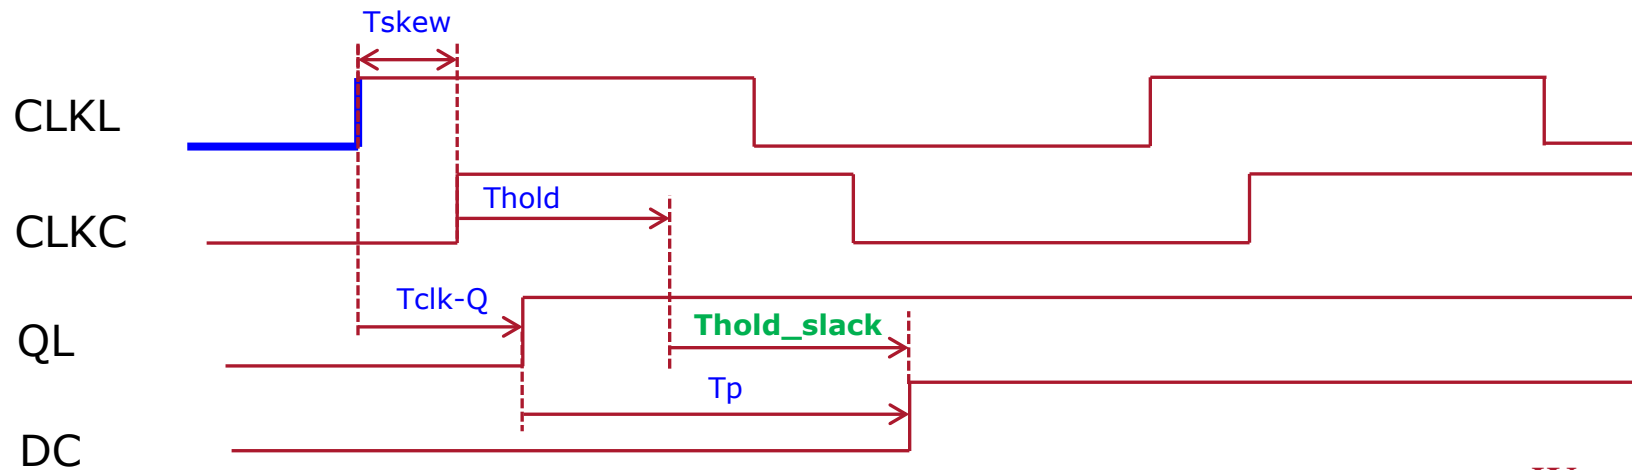 Tskew
CLKL
Thold
CLKC
Tclk-Q
Thold_slack
QL
Tp
DC